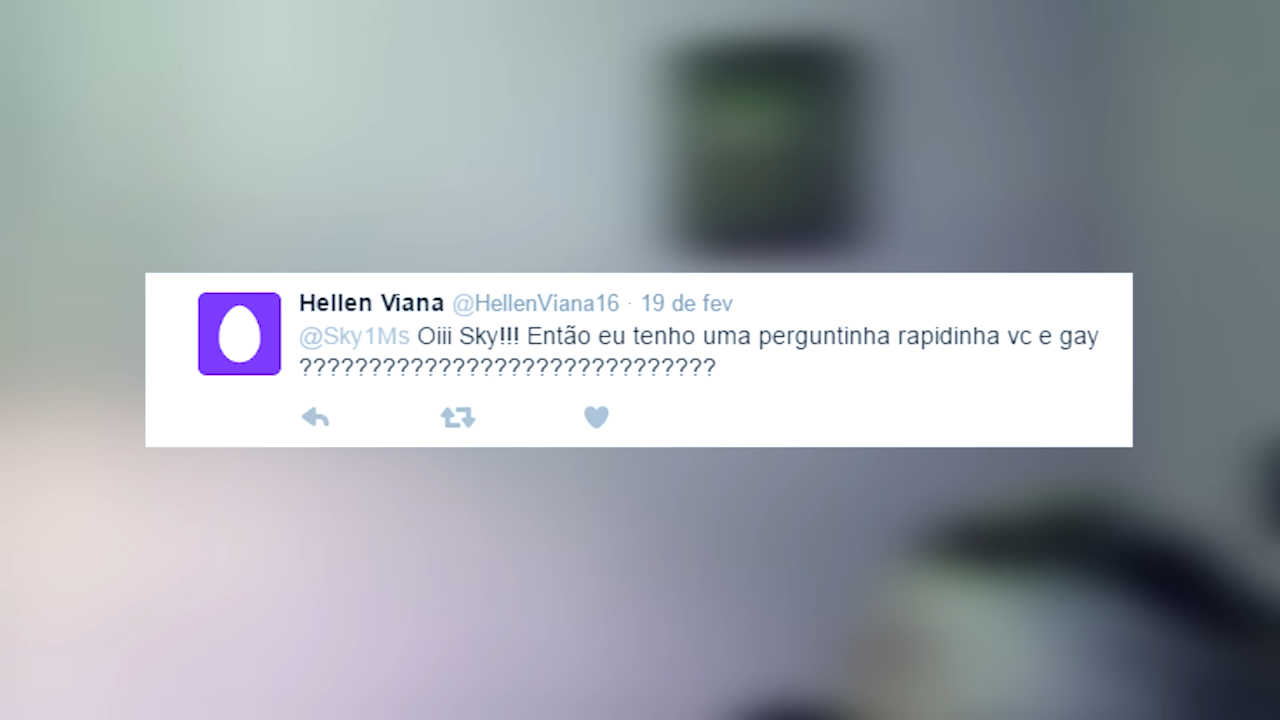 Hellen Viana @HellenViana16 · 19 de fev
@Sky1Ms Oiii Sky!!! Então eu tenho uma perguntinha rapidinha vc e gay
??????????????????????????????